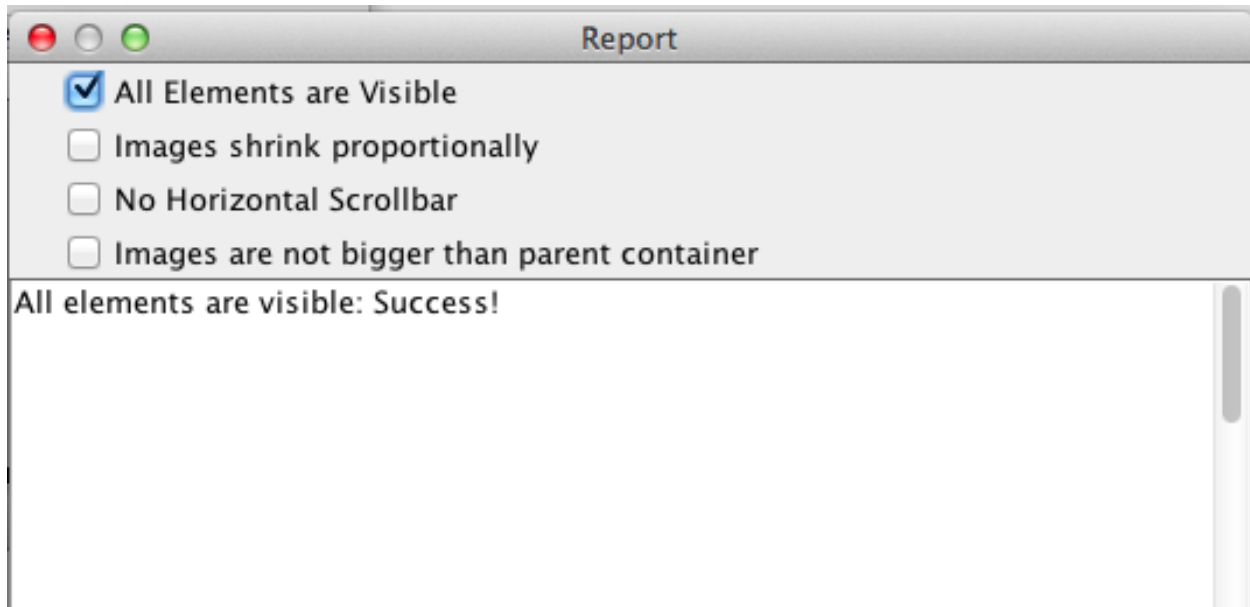 Report
All Elements are Visible
Images shrink proportionally
No Horizontal Scrollbar
Images are not bigger than parent container
All elements are visible: Success!